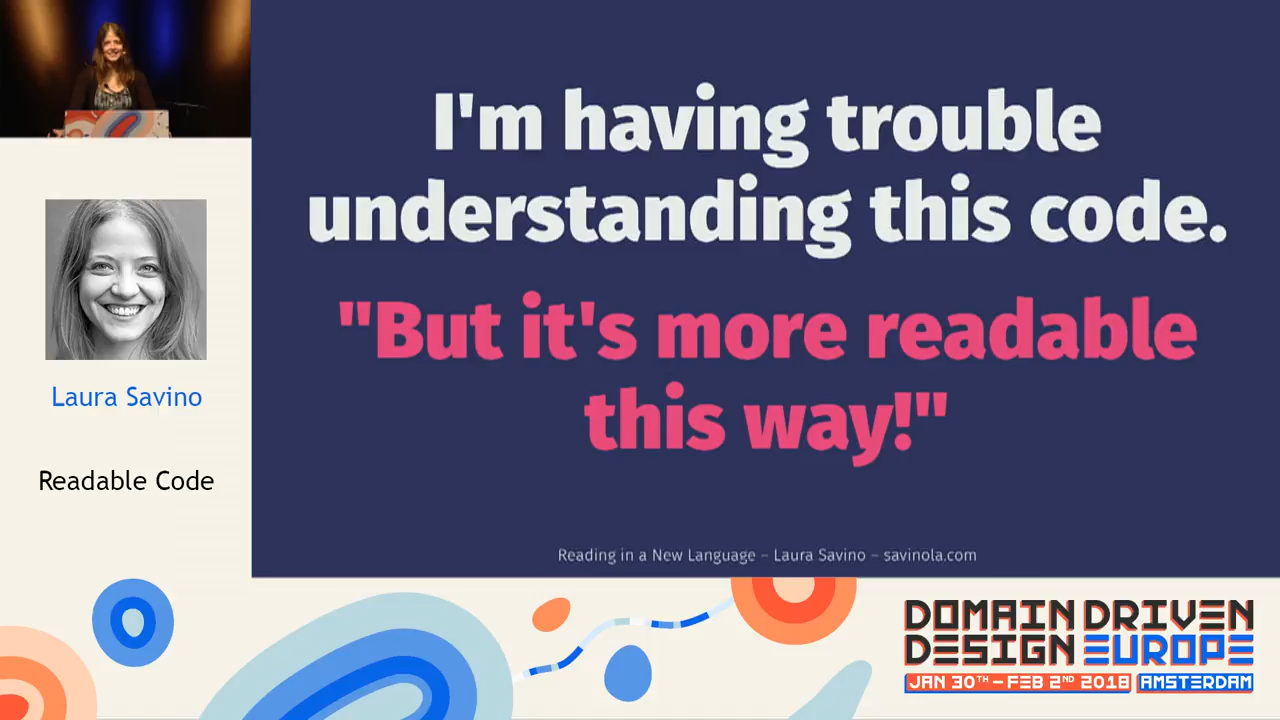 I'm having trouble
understanding this code.
"But it's more readable
this way!"
Reading in a New Language – Laura Savino – savinola.com
Laura Savino
Readable Code
DOMAIN DRIVEN
DESIGN EUROPE
JAN 30TH – FEB 2ND 2018 AMSTERDAM